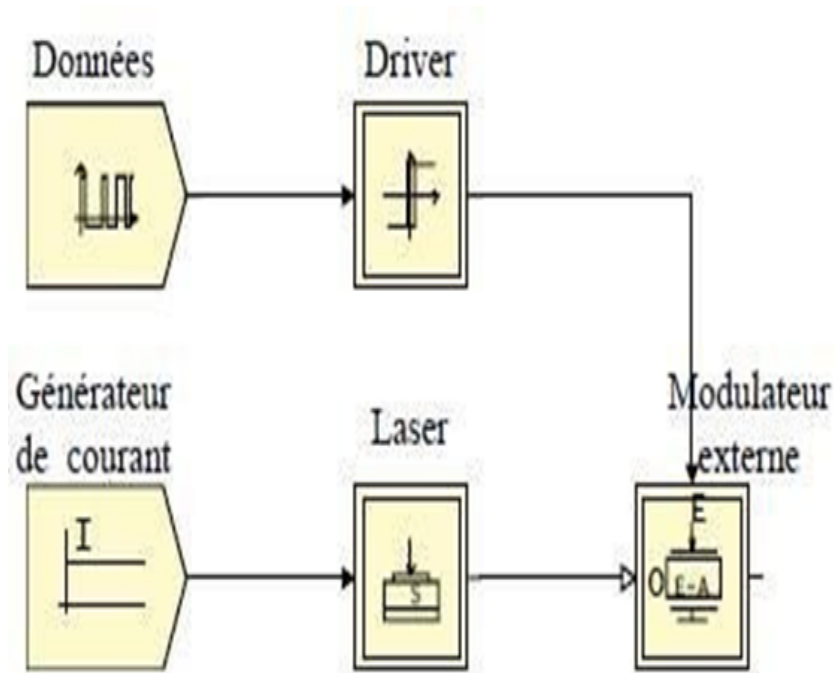 Données
Driver
Générateur
de courant
Laser
Modulateur
externe
I
S
E
O
E-A